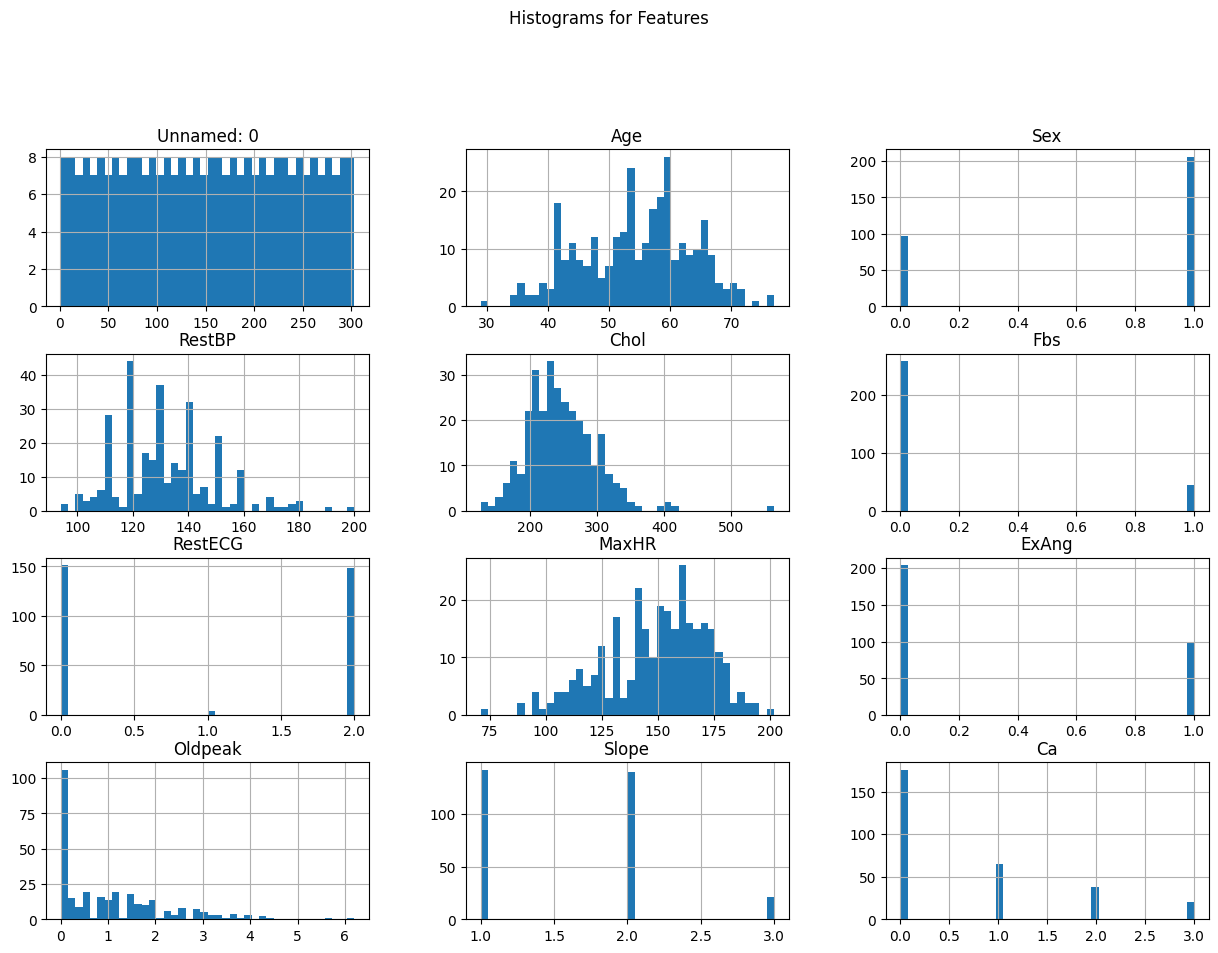 Histograms for Features
Unnamed: 0
Age
Sex
8
6
4
2
0
0 50 100 150 200 250 300
20
10
0
30 40 50 60 70
200
150
100
50
0
0.0 0.2 0.4 0.6 0.8 1.0
RestBP
Chol
Fbs
40
30
20
10
0
100 120 140 160 180 200
30
20
10
0
200 300 400 500
200
100
0
0.0 0.2 0.4 0.6 0.8 1.0
RestECG
MaxHR
ExAng
150
100
50
0
0.0 0.5 1.0 1.5 2.0
20
10
0
75 100 125 150 175 200
200
150
100
50
0
0.0 0.2 0.4 0.6 0.8 1.0
Oldpeak
Slope
Ca
100
75
50
25
0
0 1 2 3 4 5 6
100
50
0
1.0 1.5 2.0 2.5 3.0
150
100
50
0
0.0 0.5 1.0 1.5 2.0 2.5 3.0